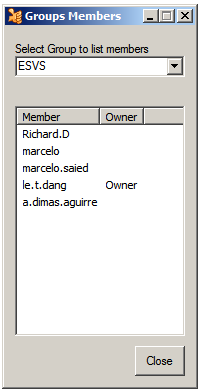 Groups Members
Select Group to list members
ESVS
Member Owner
Richard.D
marcelo
marcelo.saied
le.t.dang Owner
a.dimas.aguirre
Close